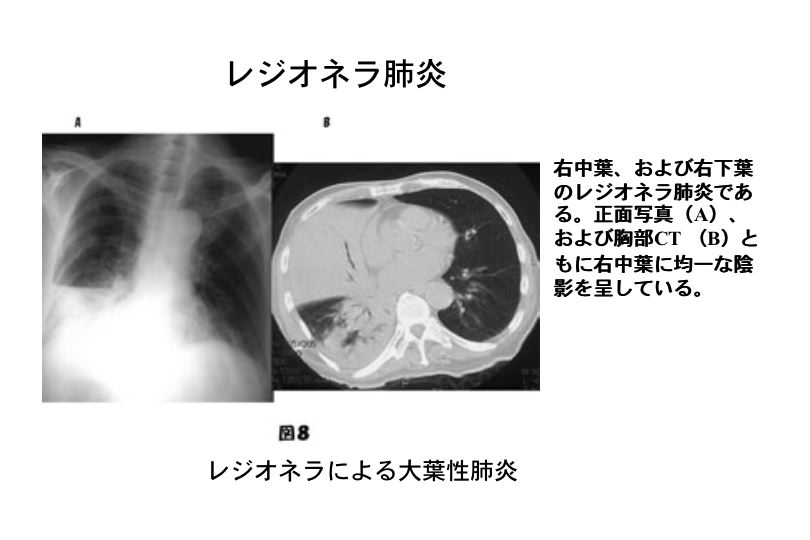 レジオネラ肺炎
A
B
右中葉、および右下葉
のレジオネラ肺炎であ
る。正面写真（A）、
および胸部CT （B）と
もに右中葉に均一な陰
影を呈している。
図8
レジオネラによる大葉性肺炎